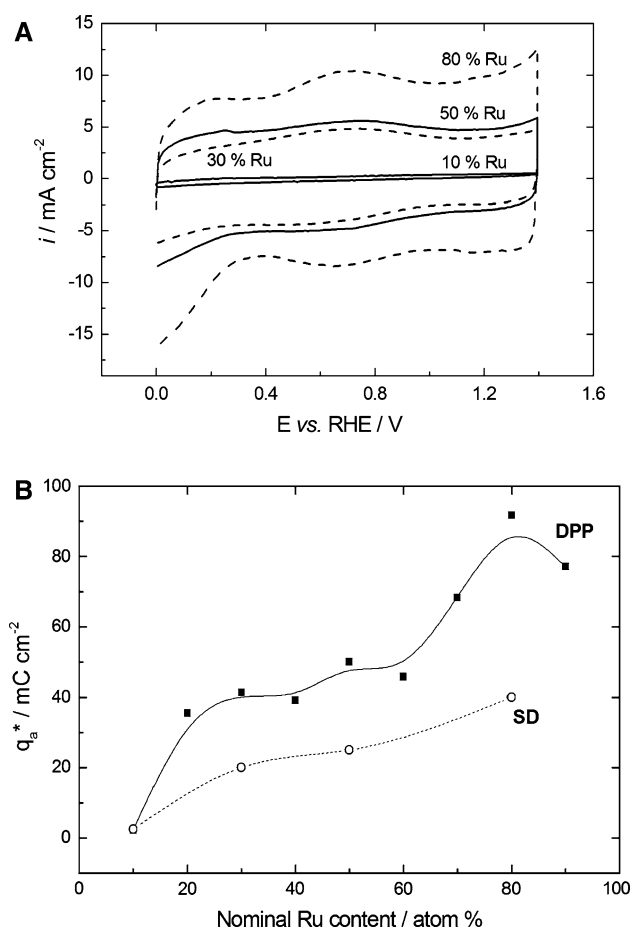 A
15
10
5
0
-5
-10
-15
80 % Ru
50 % Ru
30 % Ru
10 % Ru
i / mA cm-2
0.0 0.4 0.8 1.2 1.6
E vs. RHE / V
B
100
80
60
40
20
0
DPP
SD
qa* / mC cm-2
0 20 40 60 80 100
Nominal Ru content / atom %